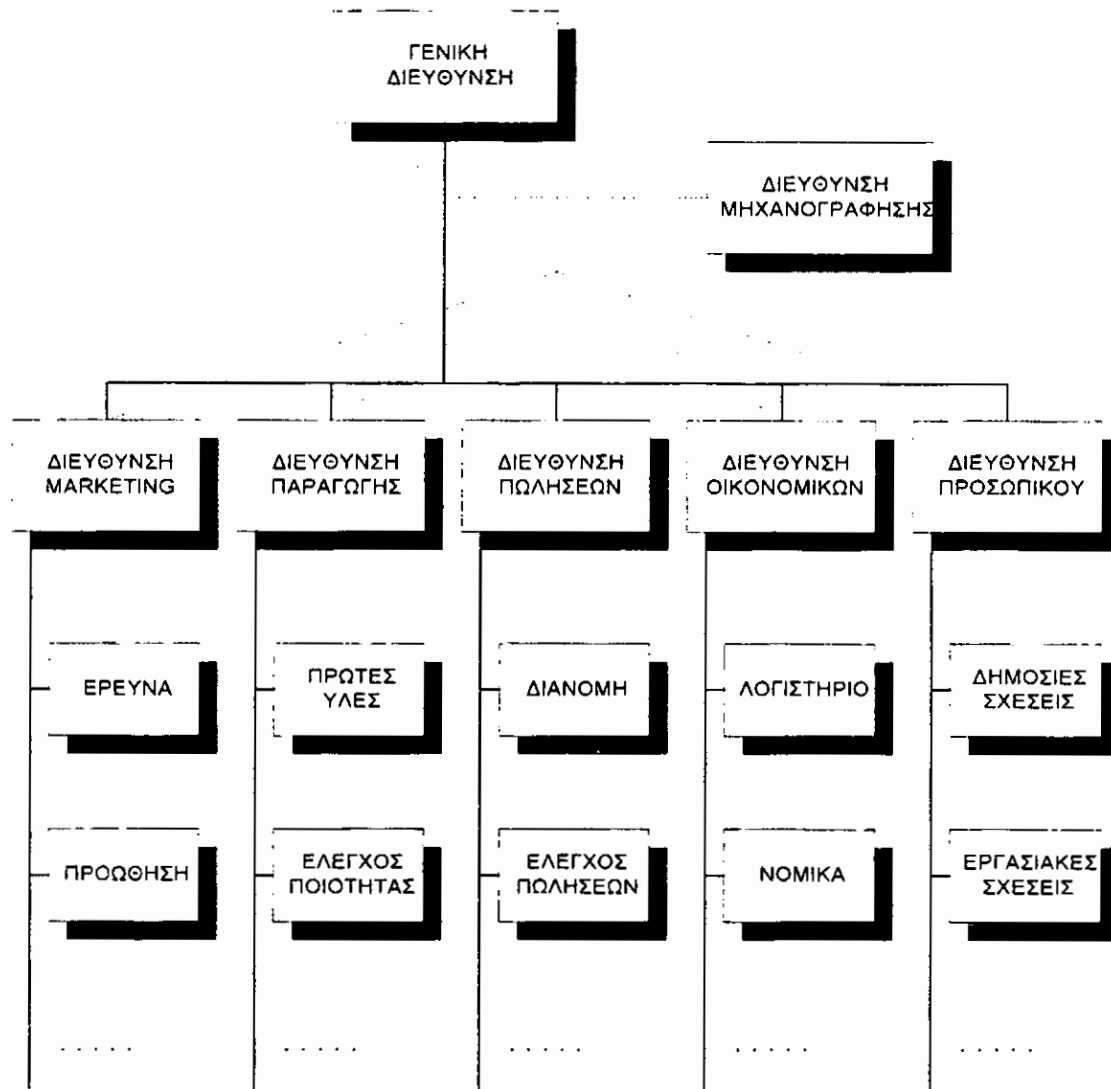 ΓΕΝΙΚΗ
ΔΙΕΥΘΥΝΣΗ
ΔΙΕΥΘΥΝΣΗ
ΜΗΧΑΝΟΓΡΑΦΗΣΗΣ
ΔΙΕΥΘΥΝΣΗ
MARKETING
ΔΙΕΥΘΥΝΣΗ
ΠΑΡΑΓΩΓΗΣ
ΔΙΕΥΘΥΝΣΗ
ΠΩΛΗΣΕΩΝ
ΔΙΕΥΘΥΝΣΗ
ΟΙΚΟΝΟΜΙΚΩΝ
ΔΙΕΥΘΥΝΣΗ
ΠΡΟΣΩΠΙΚΟΥ
ΕΡΕΥΝΑ
ΠΡΩΤΕΣ
ΥΛΕΣ
ΔΙΑΝΟΜΗ
ΛΟΓΙΣΤΗΡΙΟ
ΔΗΜΟΣΙΕΣ
ΣΧΕΣΕΙΣ
ΠΡΟΩΘΗΣΗ
ΕΛΕΓΧΟΣ
ΠΟΙΟΤΗΤΑΣ
ΕΛΕΓΧΟΣ
ΠΩΛΗΣΕΩΝ
ΝΟΜΙΚΑ
ΕΡΓΑΣΙΑΚΕΣ
ΣΧΕΣΕΙΣ
. . . . .
. . . . .
. . . . .
. . . . .
. . . . .